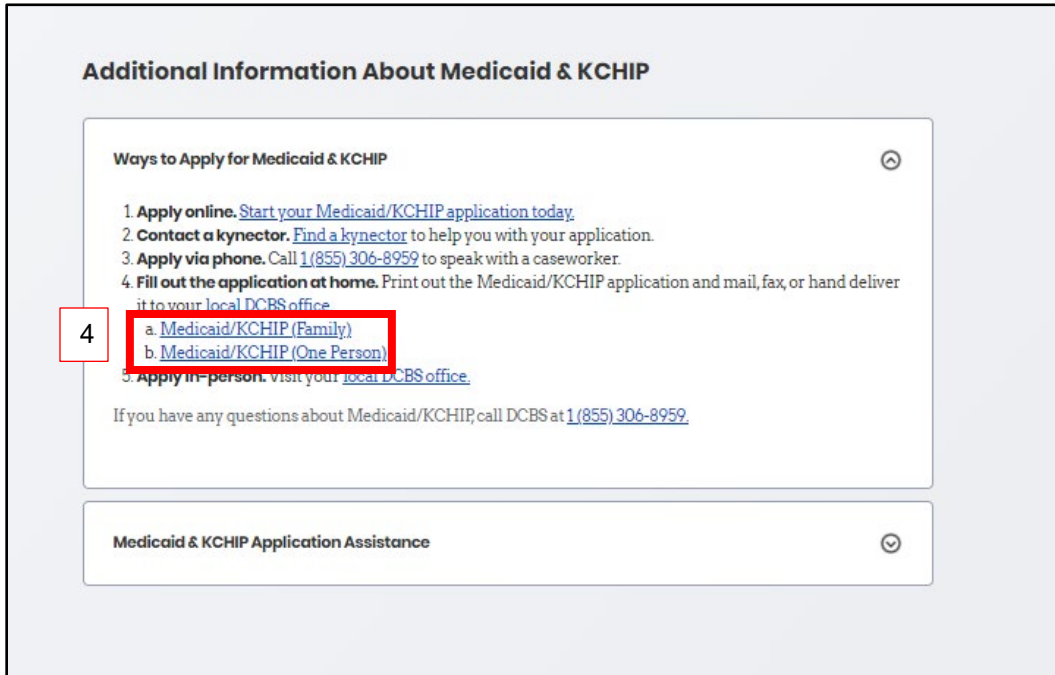 Additional Information About Medicaid & KCHIP
Ways to Apply for Medicaid & KCHIP
1. Apply online. Start your Medicaid/KCHIP application today.
2. Contact a kynector. Find a kynector to help you with your application.
3. Apply via phone. Call 1 (855) 306-8959 to speak with a caseworker.
4. Fill out the application at home. Print out the Medicaid/KCHIP application and mail, fax, or hand deliver
it to your local DCBS office
4
a. Medicaid/KCHIP (Family)
b. Medicaid/KCHIP (One Person)
5. Apply in-person. Visit your local DCBS office.
If you have any questions about Medicaid/KCHIP, call DCBS at 1 (855) 306-8959.
Medicaid & KCHIP Application Assistance